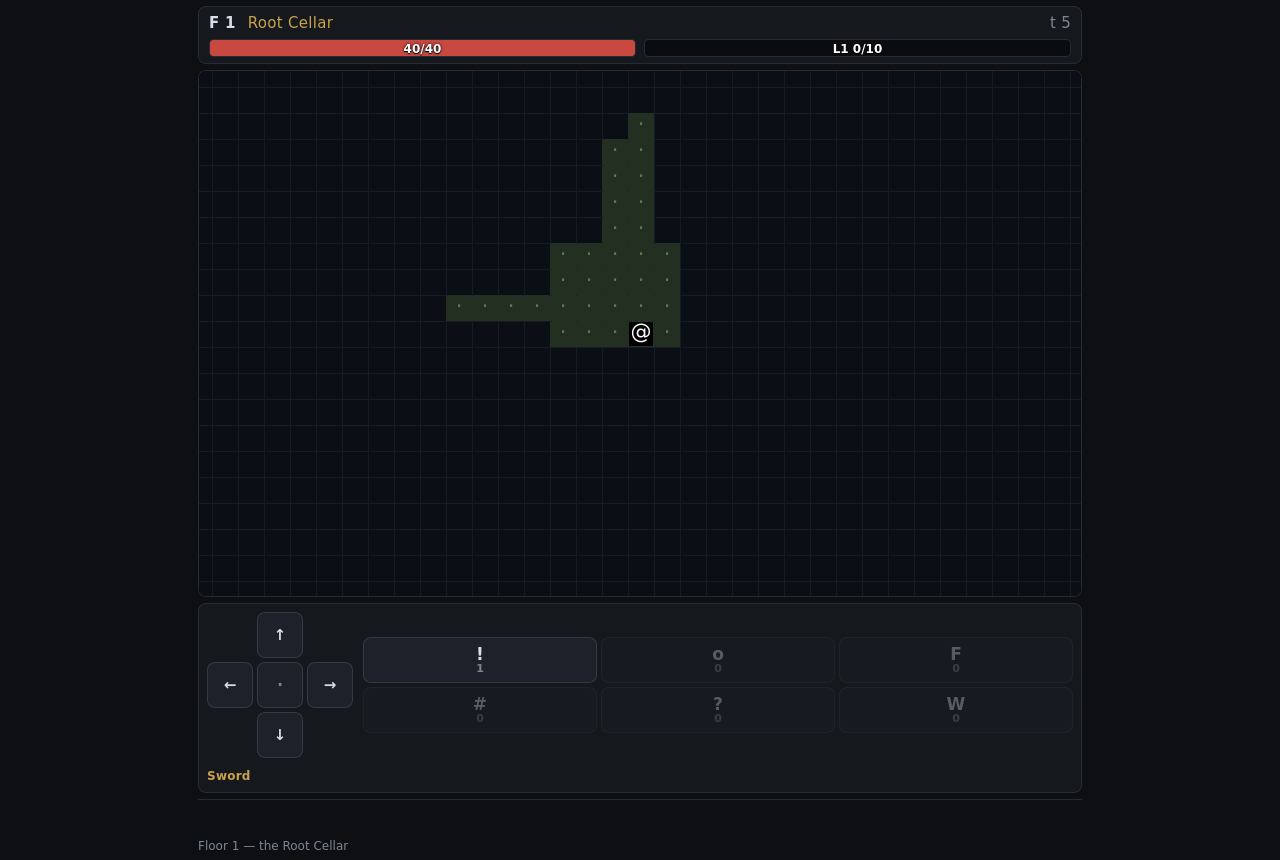 F 1 Root Cellar t 5
40/40 L1 0/10
@
↑
← · →
↓
! o F
1 0 0
# ? W
0 0 0
Sword
Floor 1 — the Root Cellar